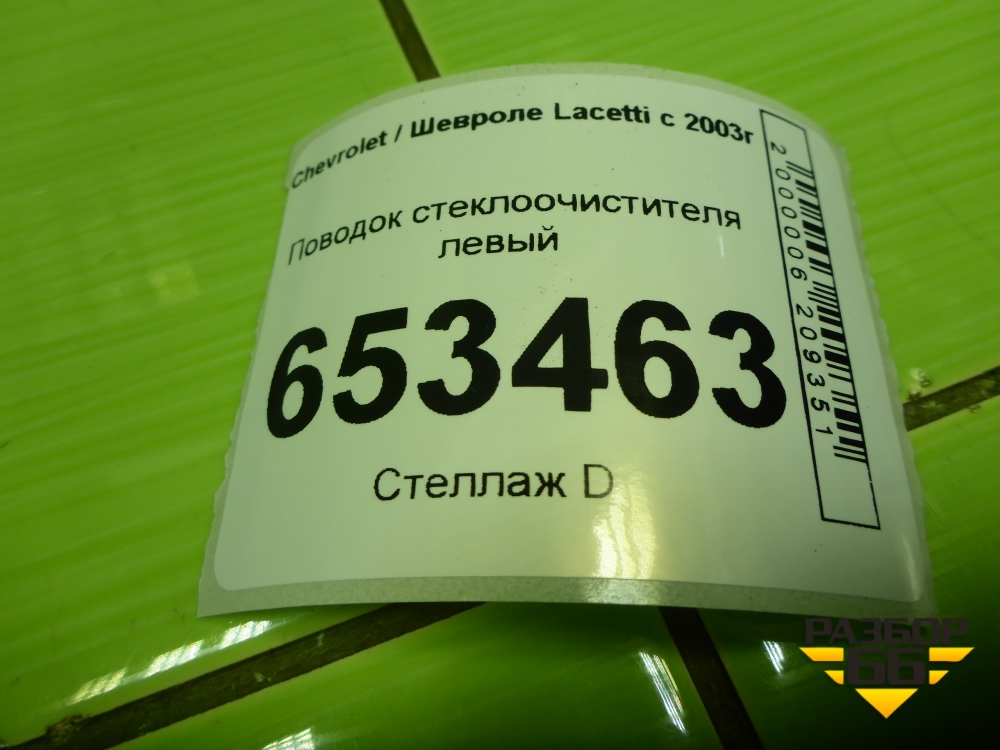 Chevrolet / Шевроле Lacetti с 2003г
Поводок стеклоочистителя
левый
653463
Стеллаж D
2000006209351
РАЗБОР
66